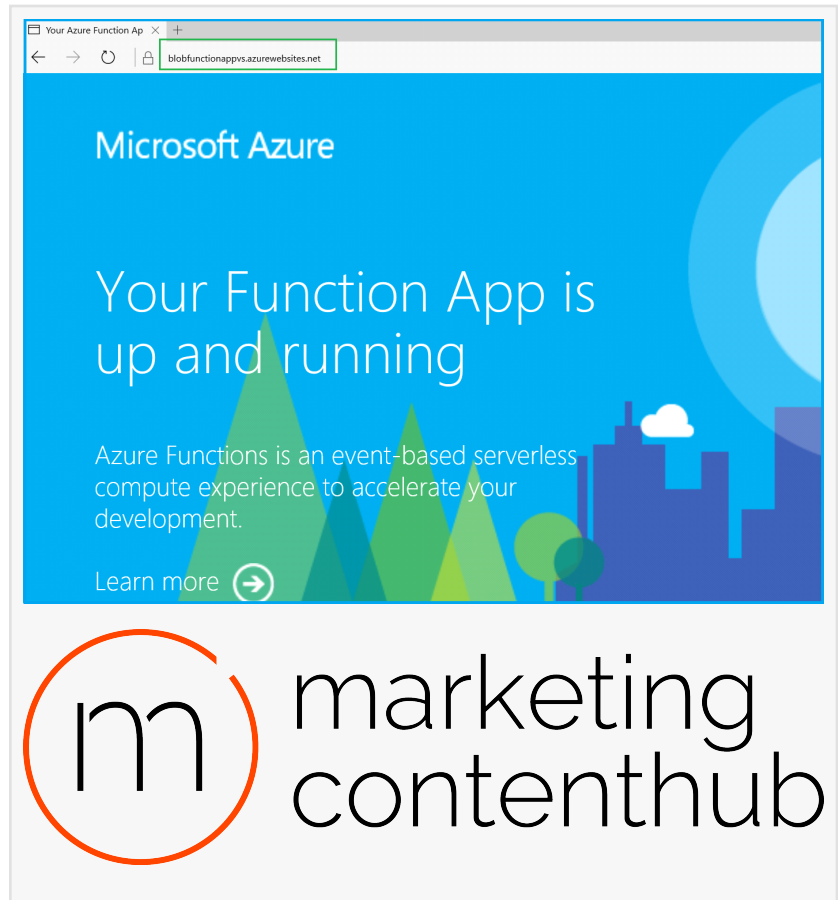 Your Azure Function Ap
blobfunctionappvs.azurewebsites.net
Microsoft Azure
Your Function App is
up and running
Azure Functions is an event-based serverless
compute experience to accelerate your
development.
Learn more
m
marketing
contenthub